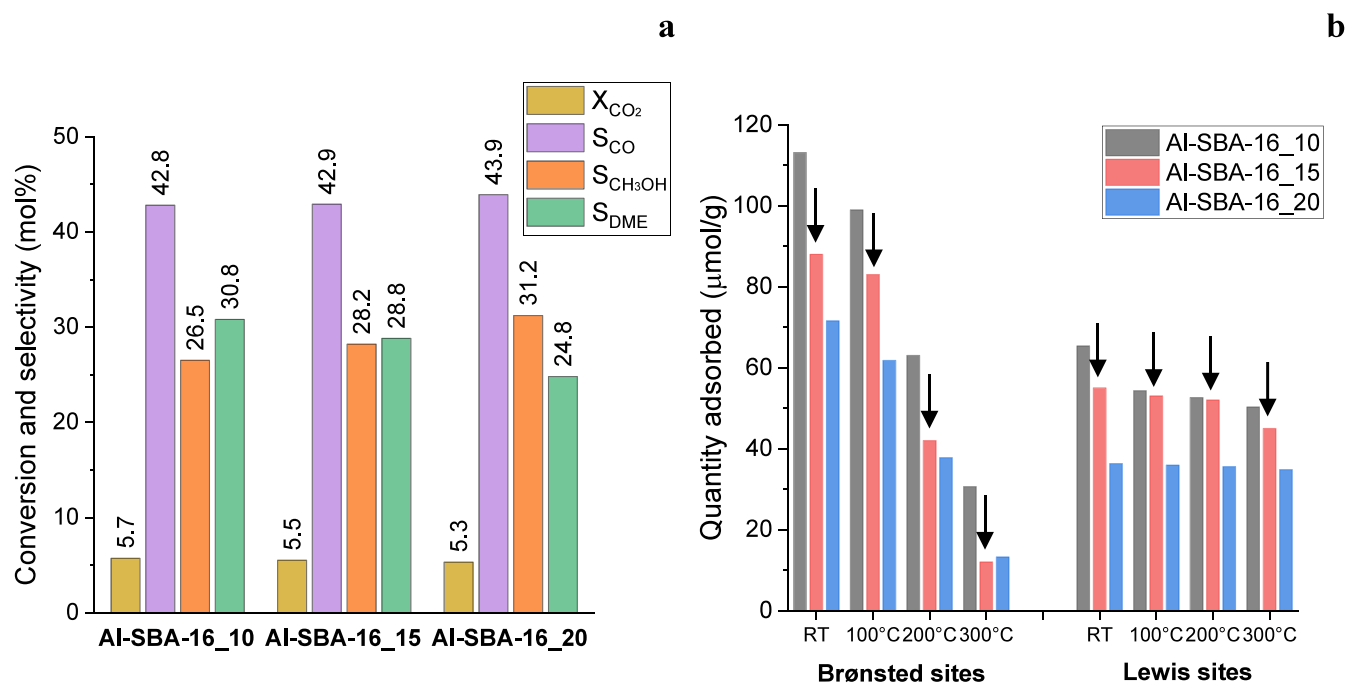 a
Conversion and selectivity (mol%)
50
40
30
20
10
0
X_CO₂
S_CO
S_CH₃OH
S_DME
5.7
42.8
26.5
30.8
5.5
42.9
28.2
28.8
5.3
43.9
31.2
24.8
Al-SBA-16_10 Al-SBA-16_15 Al-SBA-16_20
b
Quantity adsorbed (μmol/g)
120
100
80
60
40
20
0
Al-SBA-16_10
Al-SBA-16_15
Al-SBA-16_20
RT 100°C 200°C 300°C RT 100°C 200°C 300°C
Brønsted sites Lewis sites